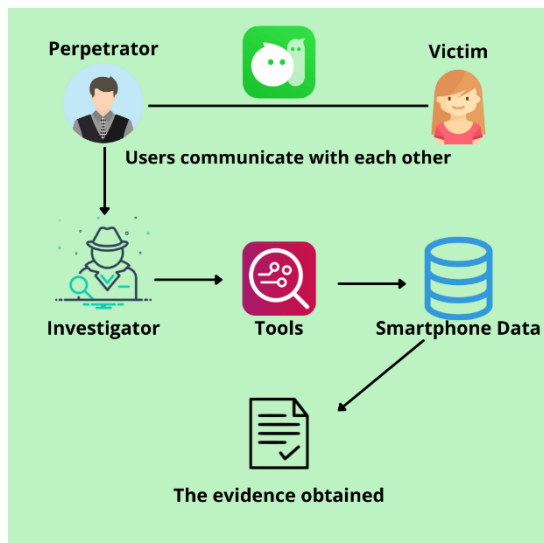 Perpetrator
Victim
Users communicate with each other
Investigator
Tools
Smartphone Data
The evidence obtained